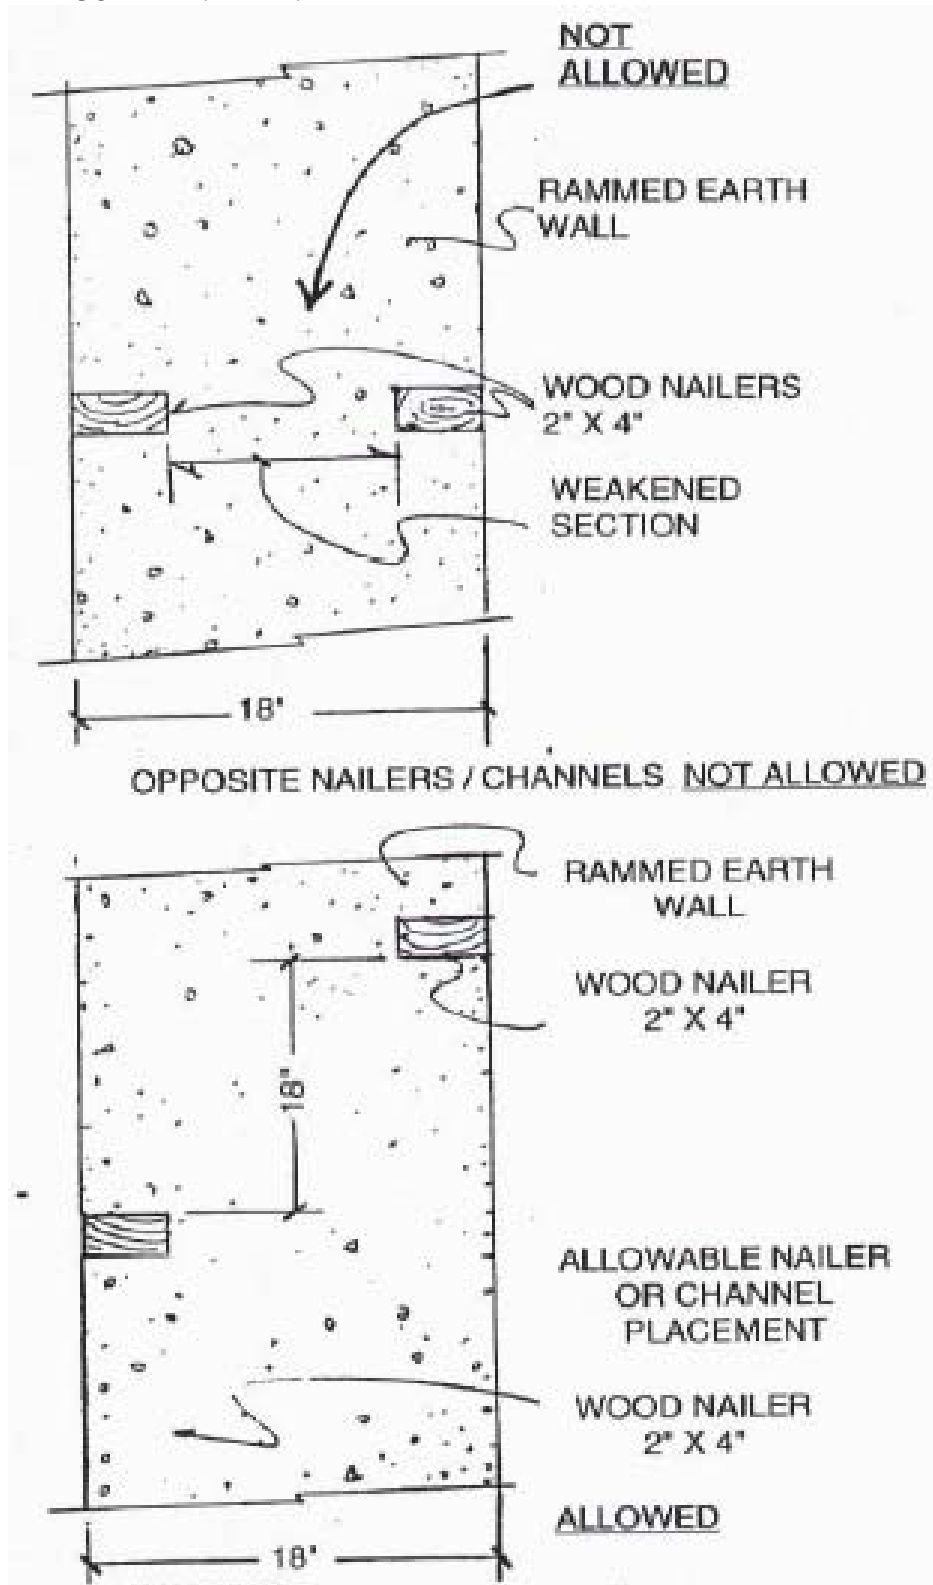 NOT
ALLOWED
RAMMED EARTH
WALL
WOOD NAILERS
2" X 4"
WEAKENED
SECTION
18"
OPPOSITE NAILERS / CHANNELS NOT ALLOWED
RAMMED EARTH
WALL
WOOD NAILER
2" X 4"
18"
ALLOWABLE NAILER
OR CHANNEL
PLACEMENT
WOOD NAILER
2" X 4"
ALLOWED
18"